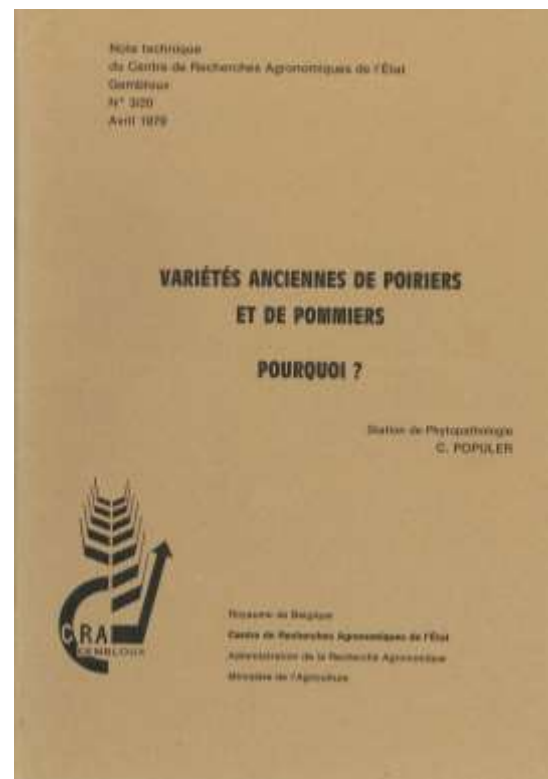 Note technique
du Centre de Recherches Agronomiques de l'État
Gembloux
N° 3/20
Avril 1979
VARIÉTÉS ANCIENNES DE POIRIERS
ET DE POMMIERS
POURQUOI ?
Station de Phytopathologie
C. POPULER
CRA
GEMBLOUX
Royaume de Belgique
Centre de Recherches Agronomiques de l'État
Administration de la Recherche Agronomique
Ministère de l'Agriculture